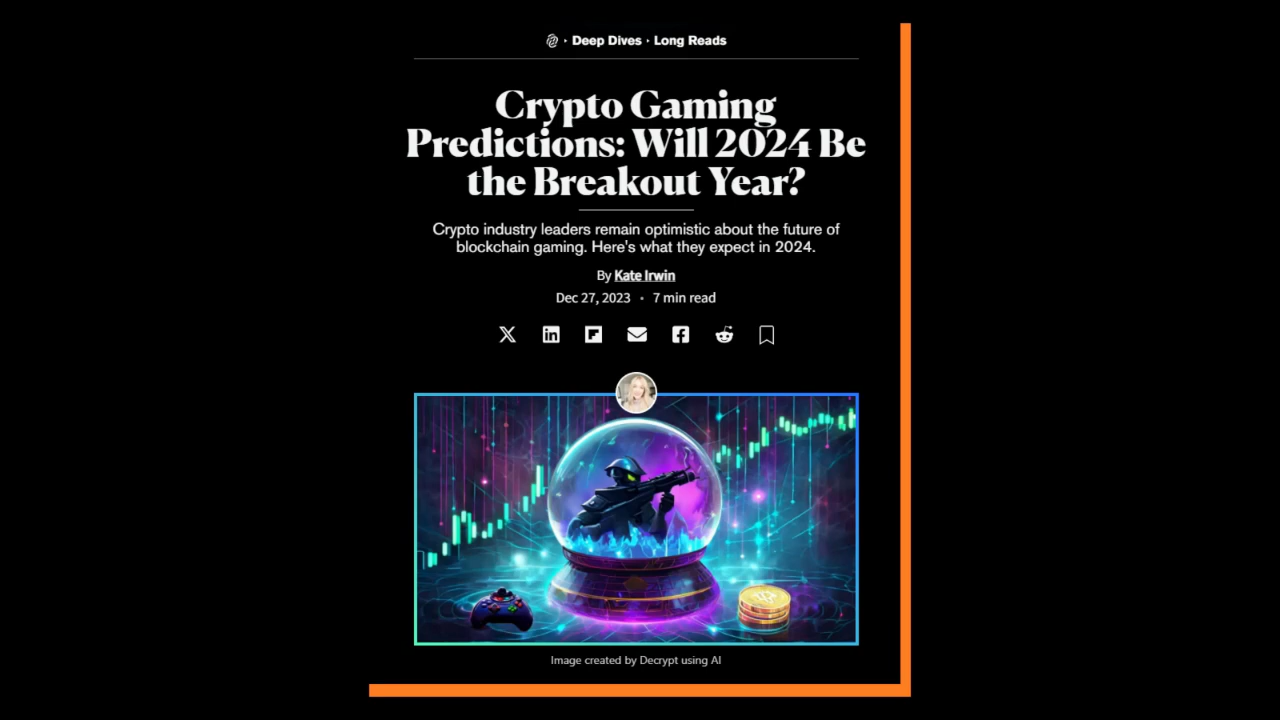 Deep Dives · Long Reads
Crypto Gaming
Predictions: Will 2024 Be
the Breakout Year?
Crypto industry leaders remain optimistic about the future of
blockchain gaming. Here's what they expect in 2024.
By Kate Irwin
Dec 27, 2023 • 7 min read
Image created by Decrypt using AI